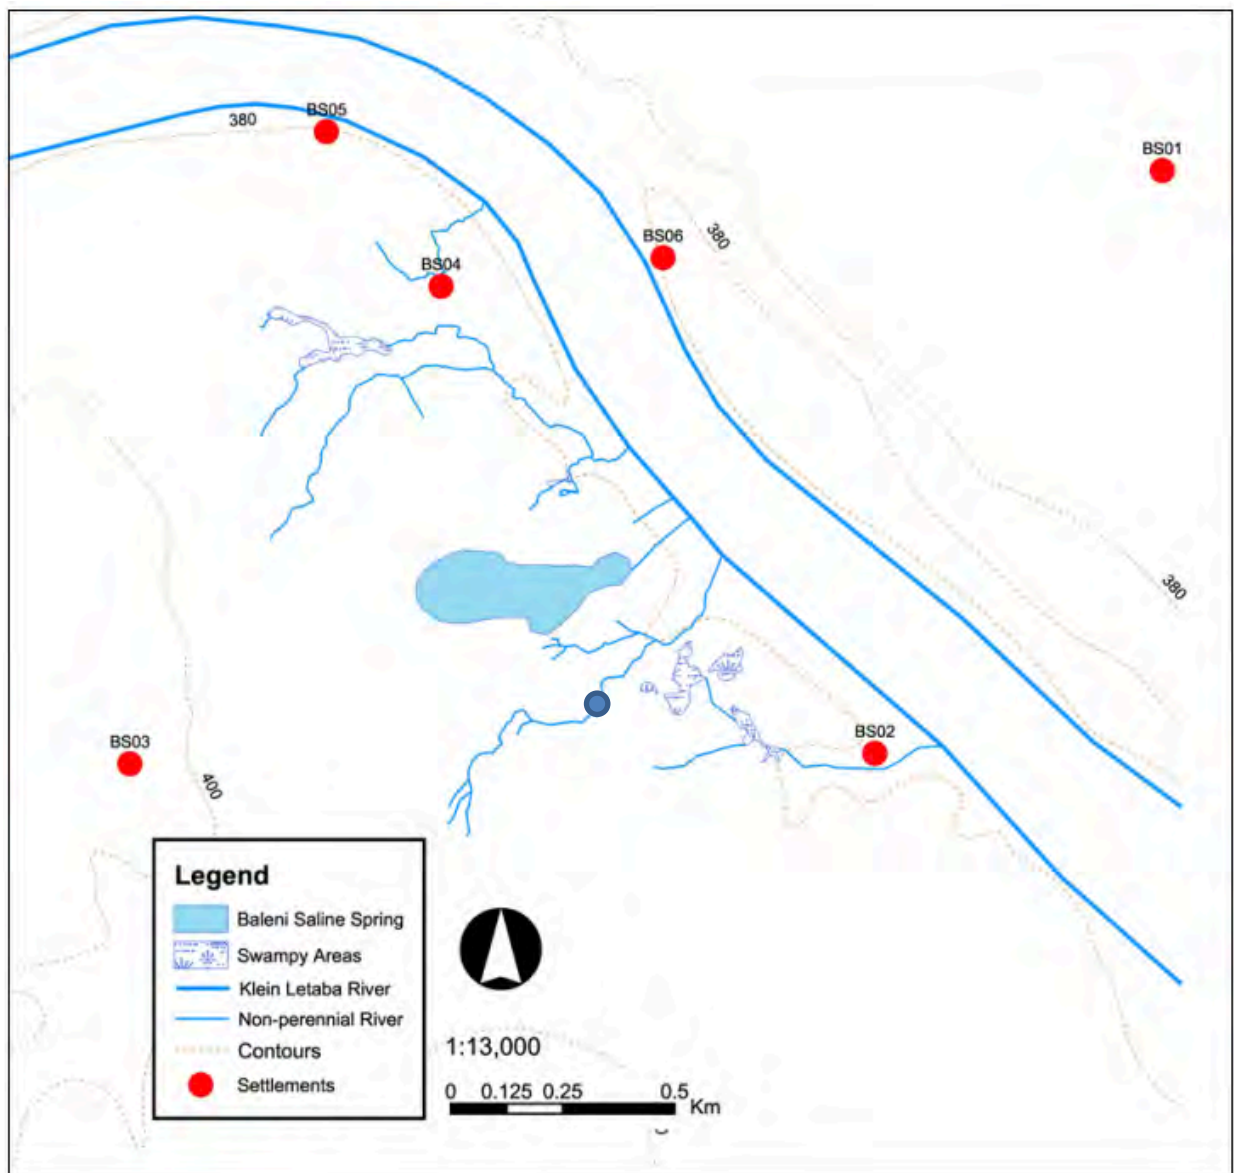 BS05
380
BS01
BS06
380
BS04
380
BS03
BS02
400
Legend
Baleni Saline Spring
Swampy Areas
Klein Letaba River
Non-perennial River
Contours
Settlements
1:13,000
0 0.125 0.25 0.5
Km